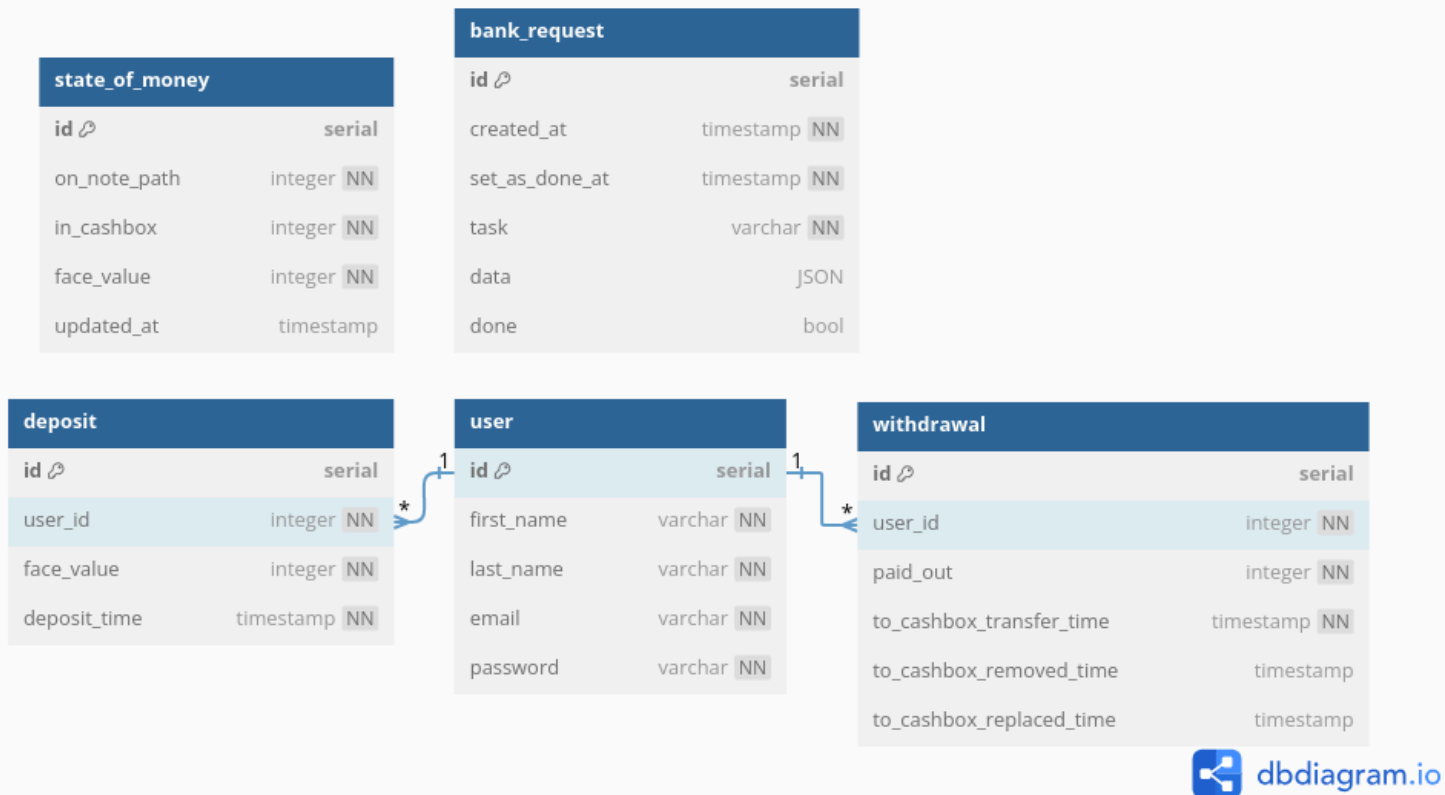 state_of_money
id serial
on_note_path integer NN
in_cashbox integer NN
face_value integer NN
updated_at timestamp
bank_request
id serial
created_at timestamp NN
set_as_done_at timestamp NN
task varchar NN
data JSON
done bool
deposit
id serial
user_id integer NN
face_value integer NN
deposit_time timestamp NN
* 1
user
id serial
first_name varchar NN
last_name varchar NN
email varchar NN
password varchar NN
1 *
withdrawal
id serial
user_id integer NN
paid_out integer NN
to_cashbox_transfer_time timestamp NN
to_cashbox_removed_time timestamp
to_cashbox_replaced_time timestamp
dbdiagram.io